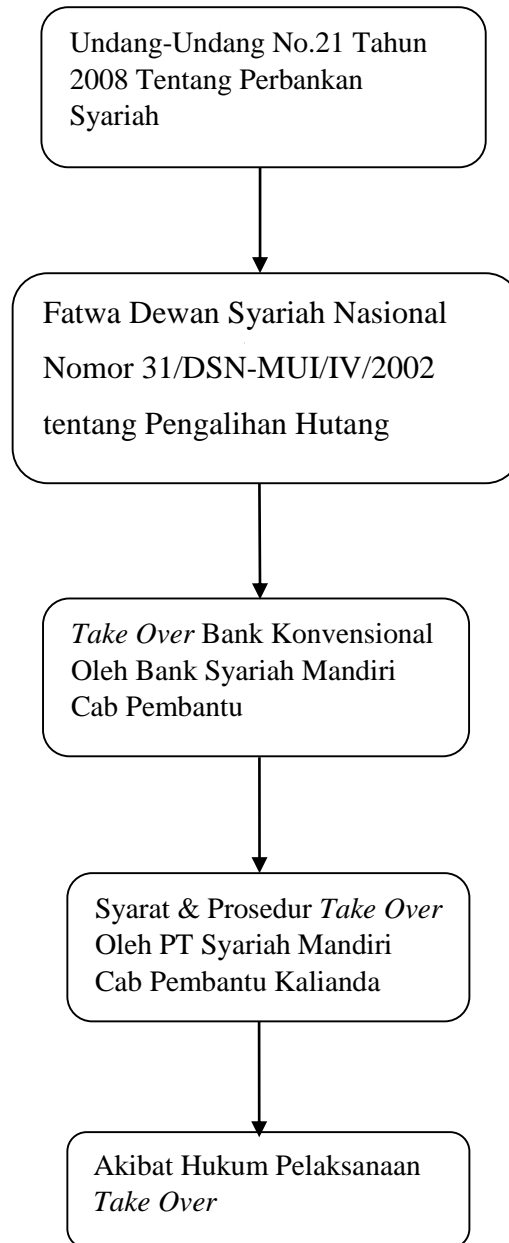 Undang-Undang No.21 Tahun
2008 Tentang Perbankan
Syariah
Fatwa Dewan Syariah Nasional
Nomor 31/DSN-MUI/IV/2002
tentang Pengalihan Hutang
Take Over Bank Konvensional
Oleh Bank Syariah Mandiri
Cab Pembantu
Syarat & Prosedur Take Over
Oleh PT Syariah Mandiri
Cab Pembantu Kalianda
Akibat Hukum Pelaksanaan
Take Over